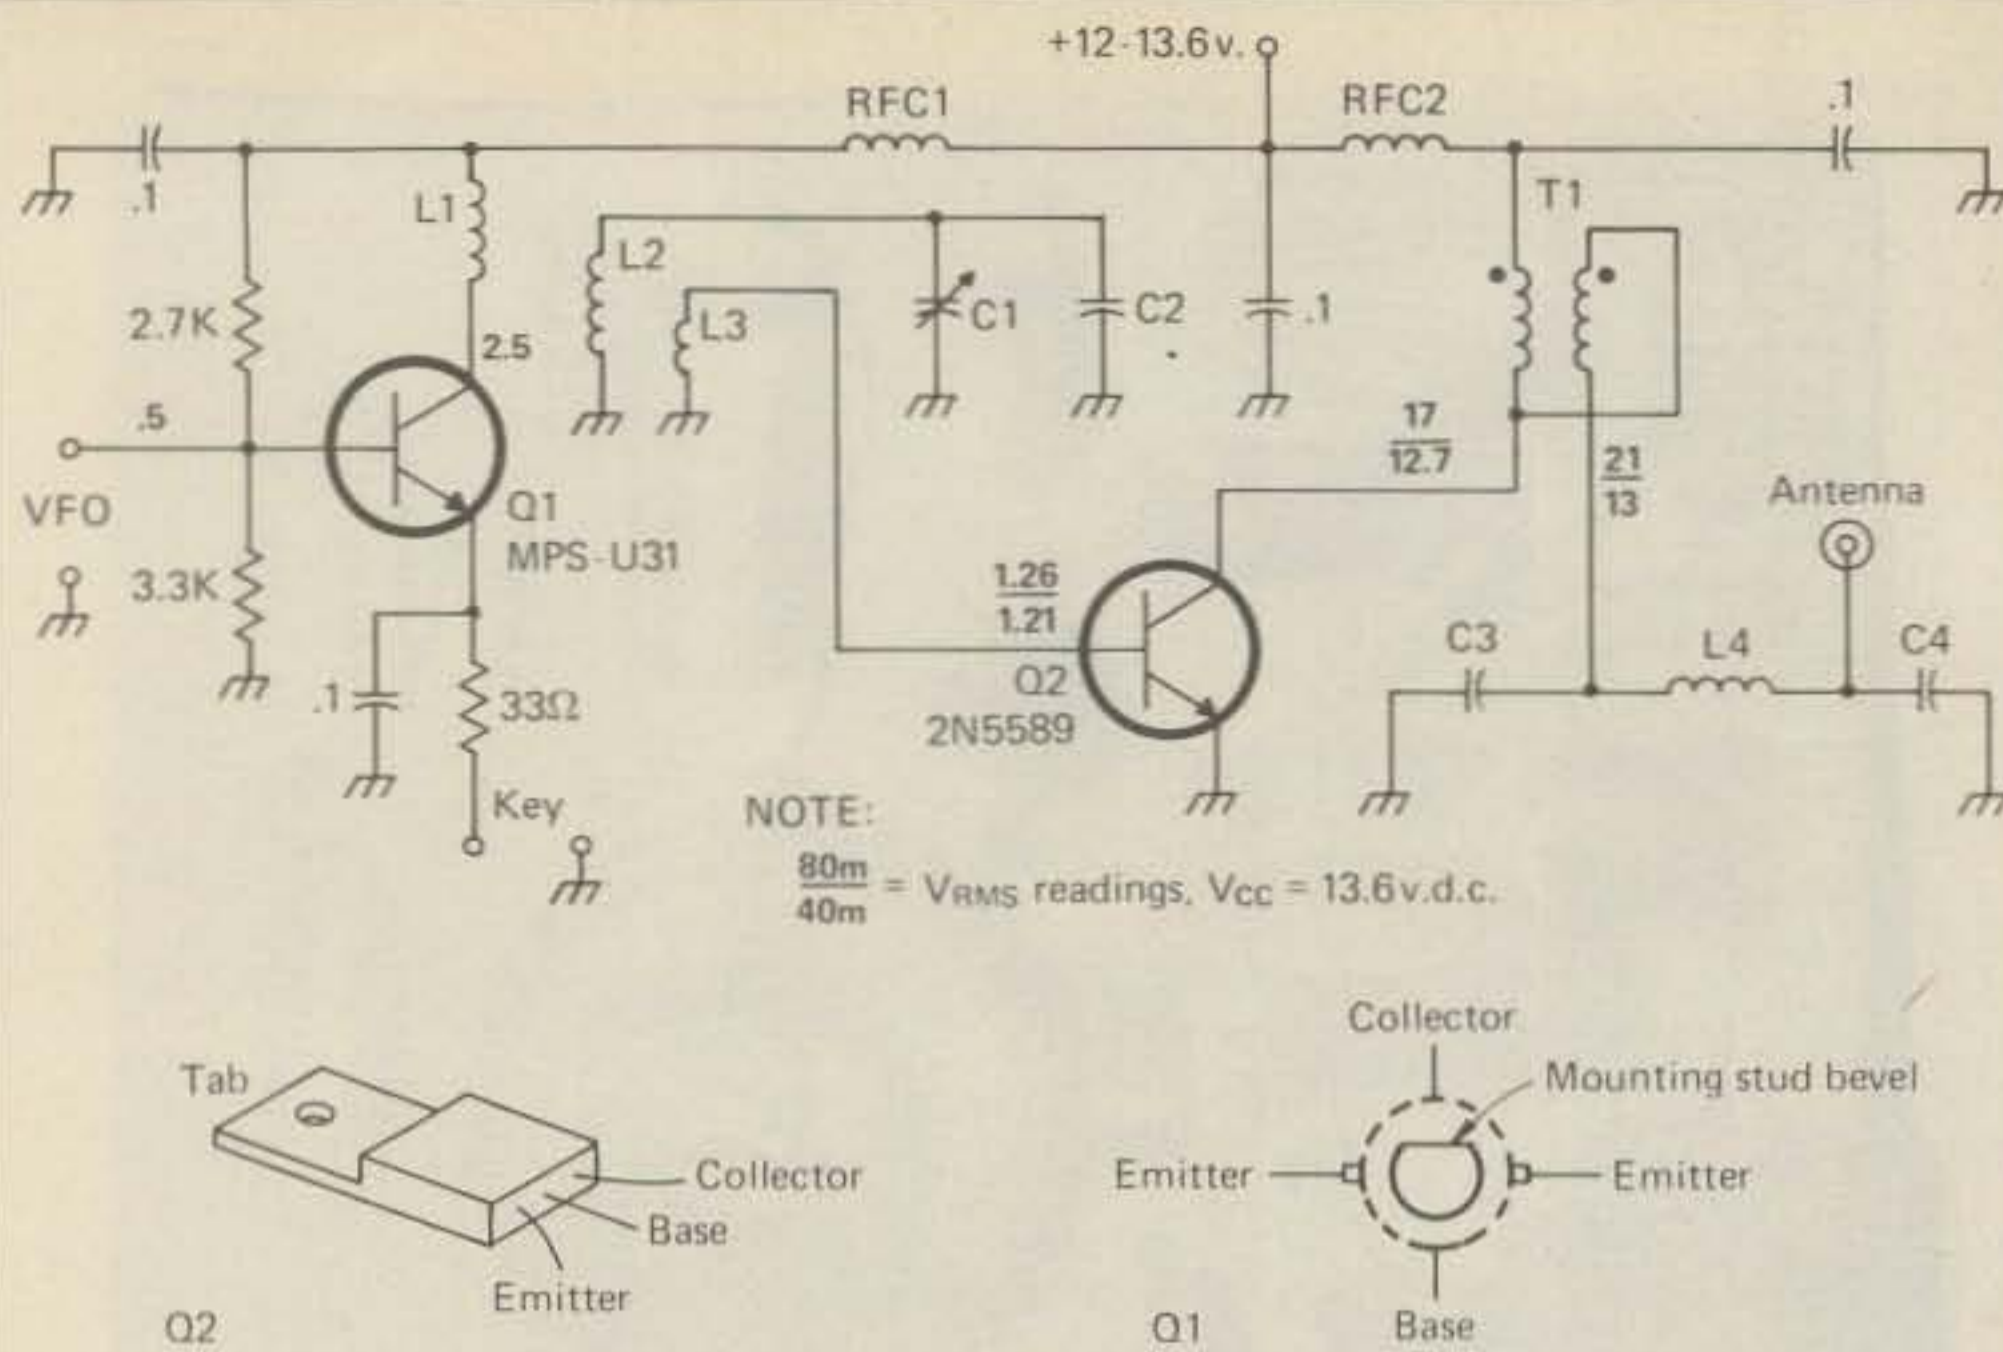 +12-13.6v.
RFC1
RFC2
.1
.1
L1
T1
L2
L3
C1
C2
.1
2.7K
2.5
.5
17
12.7
21
13
Antenna
VFO
Q1
MPS-U31
3.3K
1.26
1.21
Q2
2N5589
C3
L4
C4
.1
33Ω
Key
NOTE:
80m
40m
= VRMS readings, Vcc = 13.6v.d.c.
Tab
Collector
Base
Emitter
Q2
Collector
Mounting stud bevel
Emitter
Emitter
Base
Q1